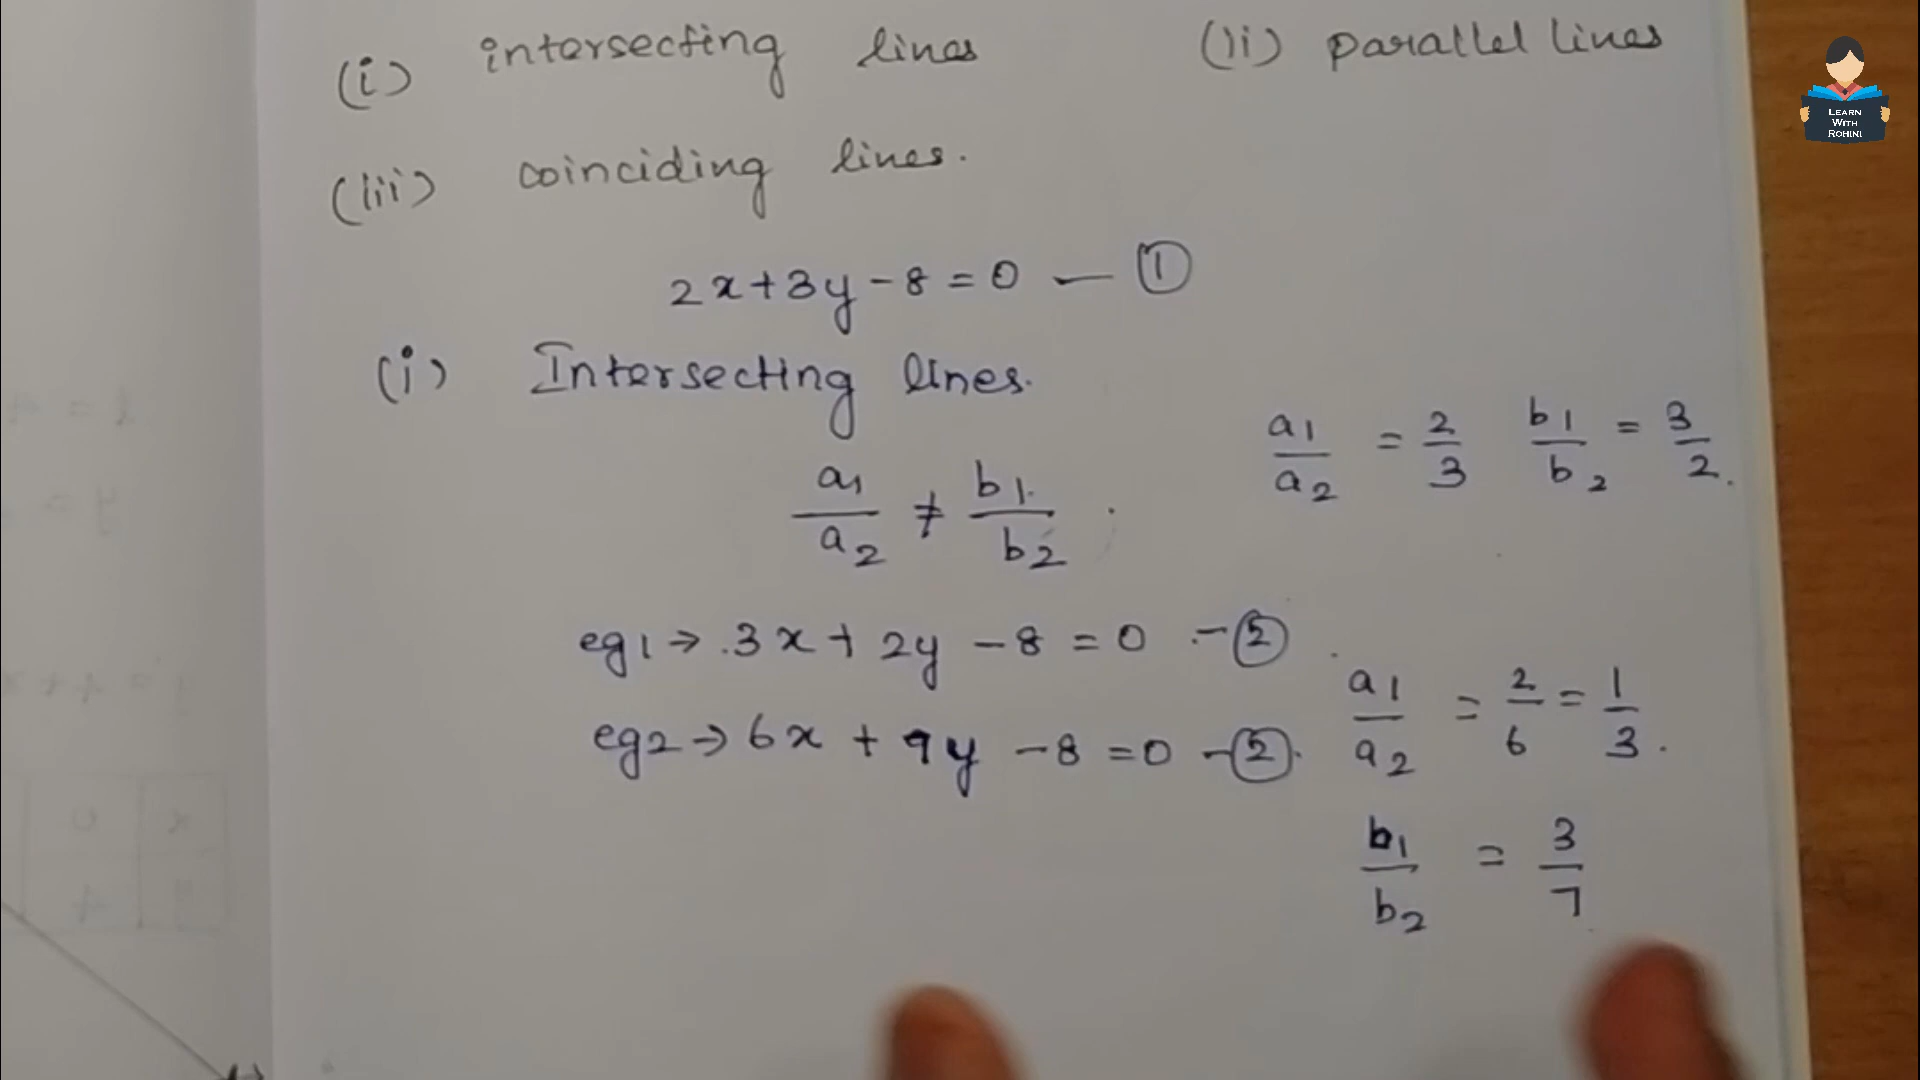 (i) intersecting lines (ii) parallel lines
(iii) coinciding lines.
2x+3y-8=0 — ①
(i) Intersecting lines.
a1/a2 ≠ b1/b2 .
a1/a2 = 2/3 b1/b2 = 3/2.
eg1→ 3x+2y-8=0 -②
eg2→ 6x+9y-8=0 -②.
a1/a2 = 2/6 = 1/3.
b1/b2 = 3/7
LEARN
WITH
ROHINI